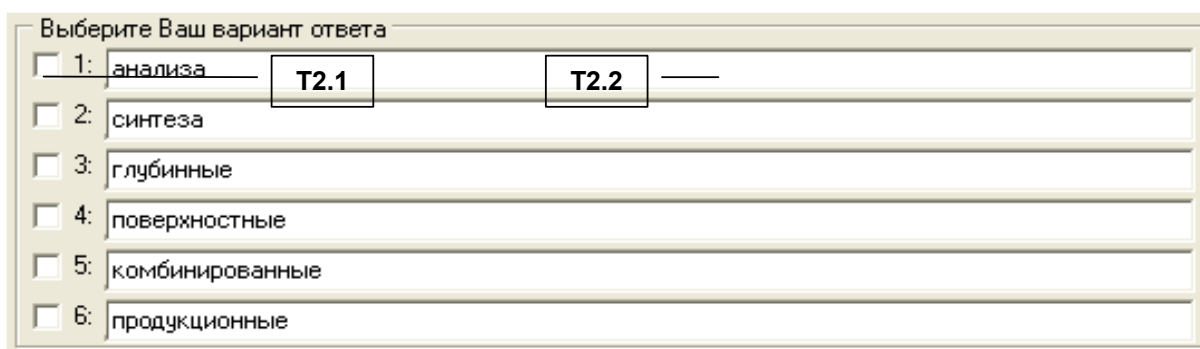 Выберите Ваш вариант ответа
1: анализа T2.1 T2.2
2: синтеза
3: глубинные
4: поверхностные
5: комбинированные
6: продукционные